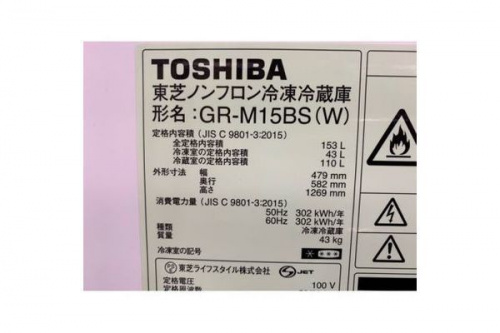 TOSHIBA
東芝ノンフロン冷凍冷蔵庫
形名：GR-M15BS(W)
定格内容積（JIS C 9801-3:2015）
全定格内容積 153 L
冷凍室の定格内容積 43 L
冷蔵室の定格内容積 110 L
外形寸法 幅 479 mm
奥行 582 mm
高さ 1269 mm
消費電力量（JIS C 9801-3:2015）
50Hz 302 kWh/年
60Hz 302 kWh/年
種類 冷凍冷蔵庫
質量 43 kg
冷凍室の記号
東芝ライフスタイル株式会社 JET
定格電圧 100 V
定格周波数